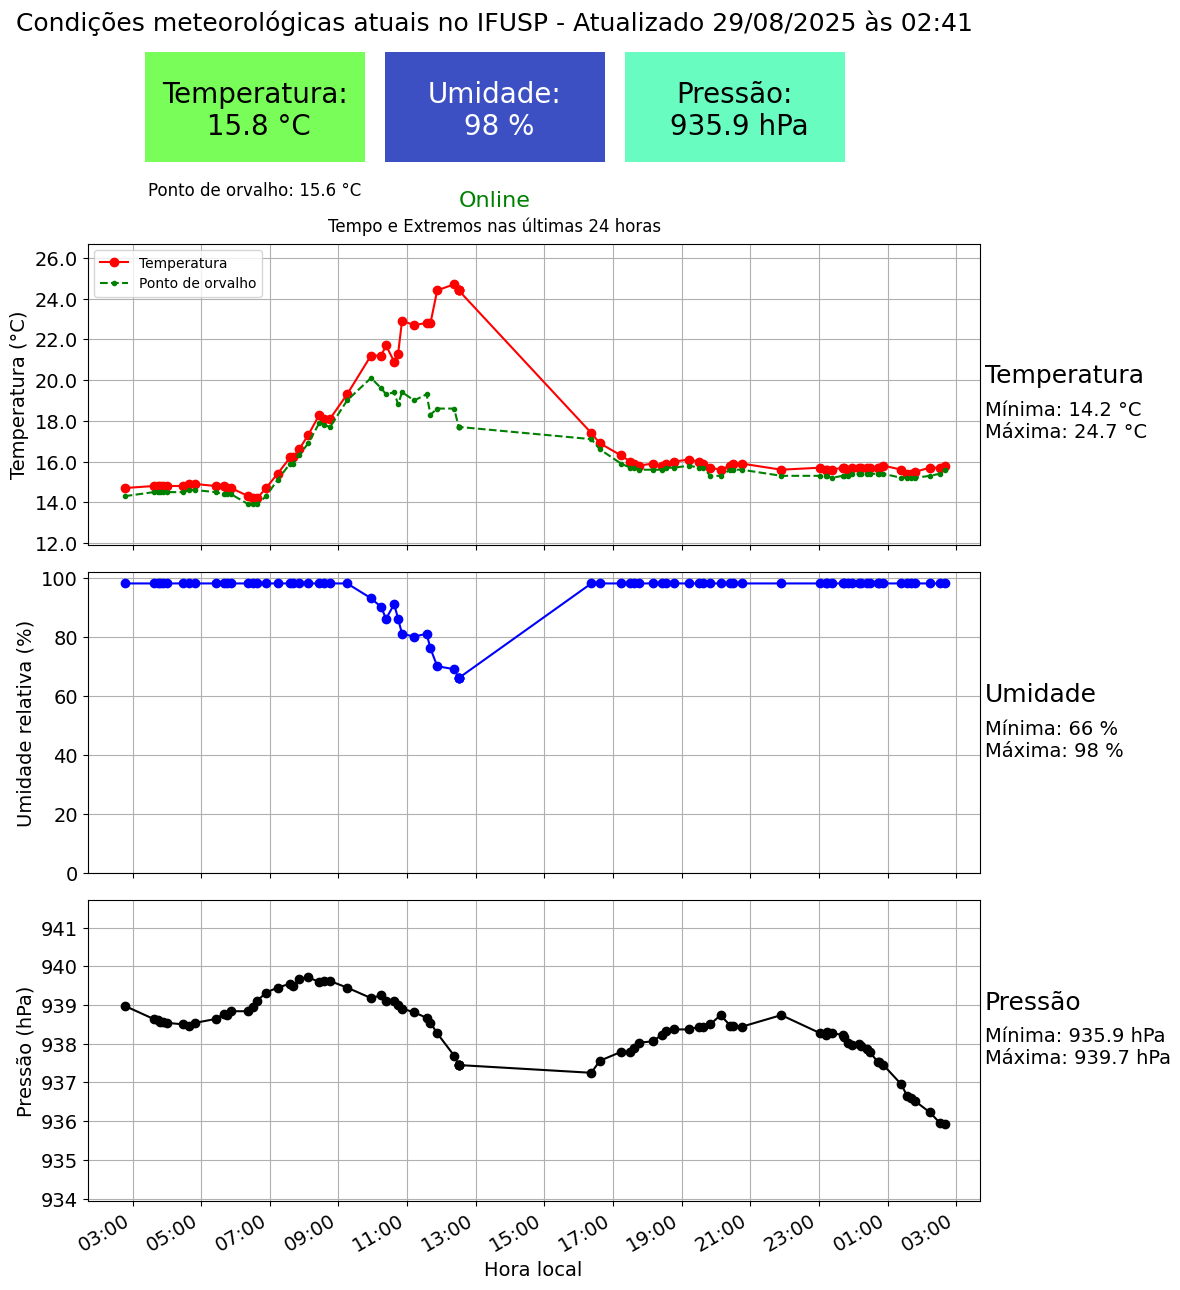 Condições meteorológicas atuais no IFUSP - Atualizado 29/08/2025 às 02:41
Temperatura:
15.8 °C
Umidade:
98 %
Pressão:
935.9 hPa
Ponto de orvalho: 15.6 °C
Online
Tempo e Extremos nas últimas 24 horas
Temperatura (°C)
26.0
24.0
22.0
20.0
18.0
16.0
14.0
12.0
Temperatura
Ponto de orvalho
Temperatura
Mínima: 14.2 °C
Máxima: 24.7 °C
Umidade relativa (%)
100
80
60
40
20
0
Umidade
Mínima: 66 %
Máxima: 98 %
Pressão (hPa)
941
940
939
938
937
936
935
934
Pressão
Mínima: 935.9 hPa
Máxima: 939.7 hPa
03:00 05:00 07:00 09:00 11:00 13:00 15:00 17:00 19:00 21:00 23:00 01:00 03:00
Hora local